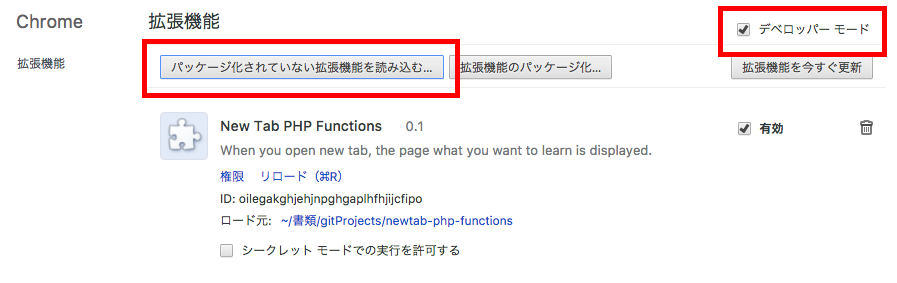 Chrome
拡張機能
デベロッパー モード
拡張機能
パッケージ化されていない拡張機能を読み込む...
拡張機能のパッケージ化...
拡張機能を今すぐ更新
New Tab PHP Functions 0.1
有効
When you open new tab, the page what you want to learn is displayed.
権限 リロード（⌘R）
ID: oilegakghjehjnpghgaplhfhjijcfipo
ロード元: ~/書類/gitProjects/newtab-php-functions
シークレット モードでの実行を許可する